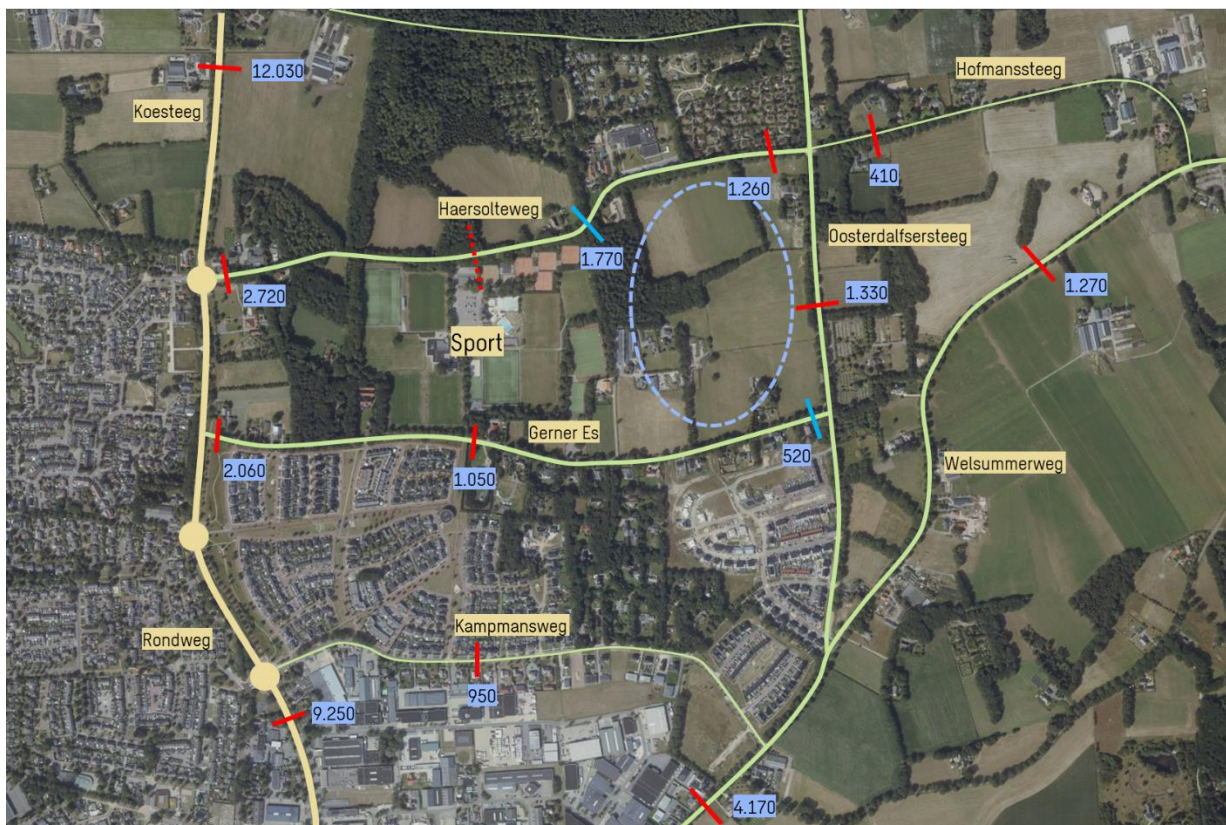 12.030
Hofmanssteeg
Koesteeg
1.260
410
Haersolteweg
Oosterdalfsersteeg
1.770
1.270
2.720
1.330
Sport
Gerner Es
2.060
1.050
520
Welsummerweg
Kampmansweg
Rondweg
950
9.250
4.170